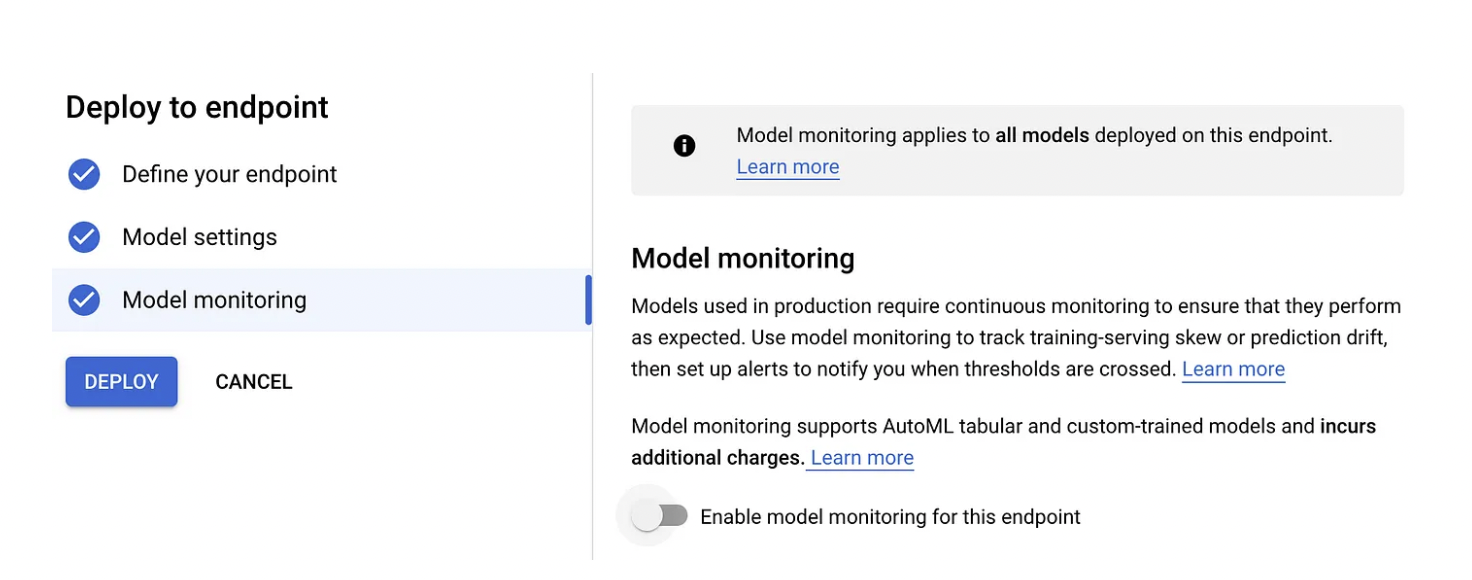 Deploy to endpoint
Define your endpoint
Model settings
Model monitoring
DEPLOY
CANCEL
Model monitoring applies to all models deployed on this endpoint.
Learn more
Model monitoring
Models used in production require continuous monitoring to ensure that they perform
as expected. Use model monitoring to track training-serving skew or prediction drift,
then set up alerts to notify you when thresholds are crossed. Learn more
Model monitoring supports AutoML tabular and custom-trained models and incurs
additional charges. Learn more
Enable model monitoring for this endpoint